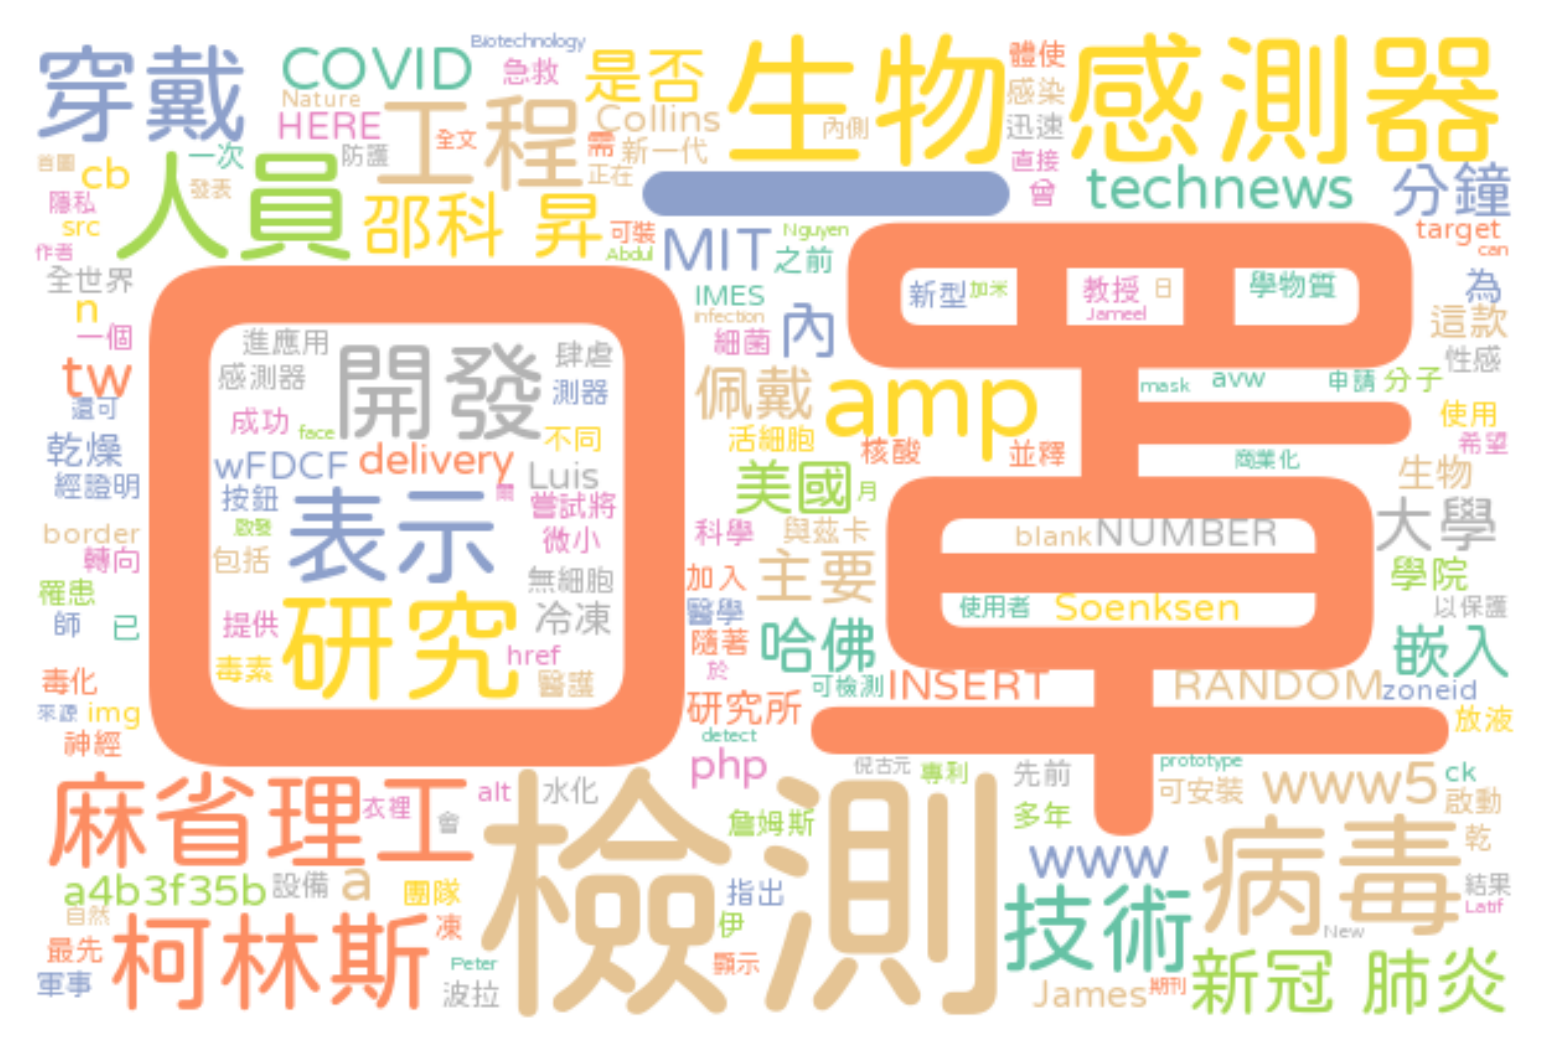 穿戴
COVID
Biotechnology
急救
是否
生物感測器
體使
感染
Nature
HERE
工程
全文
Collins
內側
迅速
需
新一代
正在
直接
曾
一次
防護
首圖
cb
發表
人員
邵科 昇
一
technews
分鐘
隱私
src
作者
可裝
Abdul
MIT
Nguyen
之前
target
can
全世界
n
一個
tw
還可
IMES
infection
細菌
內
新型
加米
教授
Jameel
日
學物質
為
這款
性感
口罩
進應用
感測器
開發
肆虐
測器
成功
face
不同
佩戴
amp
活細胞
核酸
並釋
mask
avw
申請
分子
使用
希望
乾燥
經證明
wFDCF
delivery
Luis
按鈕
爾
嘗試將
啟發
表示
微小
美國
月
商業化
生物
大學
border
轉向
包括
無細胞
科學
與茲卡
blank
NUMBER
加入
主要
學院
罹患
師
已
提供
研究
冷凍
醫學
使用者
Soenksen
以保護
毒素
href
醫護
隨著
哈佛
於
可檢測
INSERT
RANDOM
zoneid
嵌入
毒化
來源
img
神經
研究所
detect
php
放液
麻省理工
衣裡
alt
會
水化
檢測
倪古元
專利
先前
prototype
可安裝
www5
ck
啟動
詹姆斯
多年
www
病毒
乾
a4b3f35b
設備
a
團隊
指出
結果
Latif
自然
最先
柯林斯
凍
伊
技術
New
軍事
Peter
波拉
顯示
James
期刊
新冠 肺炎